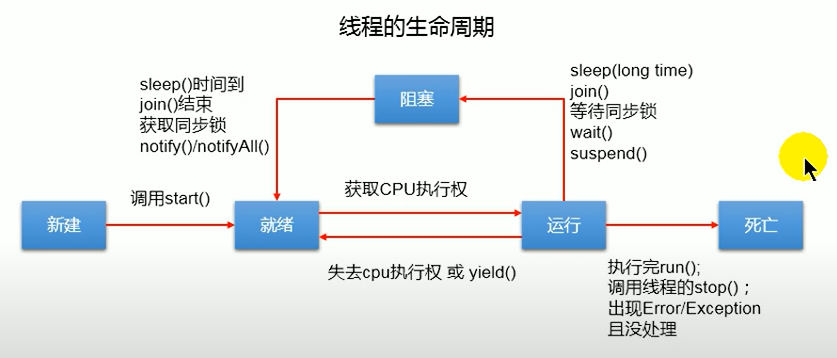 线程的生命周期
sleep()时间到
join()结束
获取同步锁
notify()/notifyAll()
阻塞
sleep(long time)
join()
等待同步锁
wait()
suspend()
新建
调用start()
就绪
获取CPU执行权
失去cpu执行权 或 yield()
运行
死亡
执行完run();
调用线程的stop()；
出现Error/Exception
且没处理